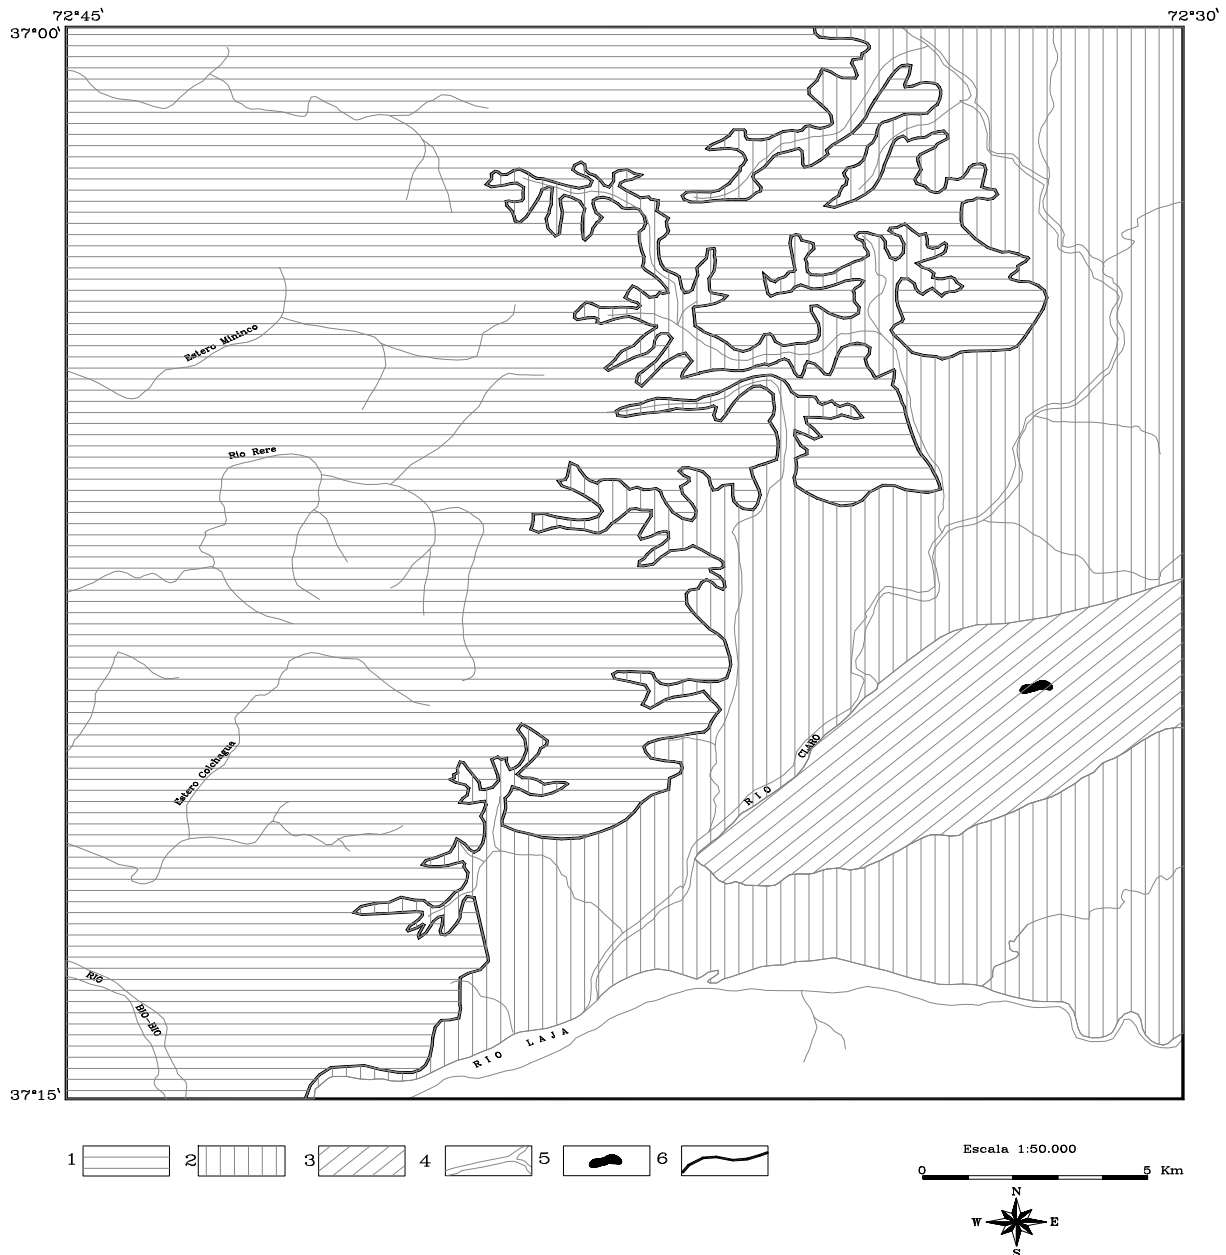 72°45' 72°30'
37°00'
Estero Mininco
Rio Rere
Estero Colchagua
CLARO
RIO
RIO
BIO-BIO
RIO LAJA
37°15'
1 2 3 4 5 6
Escala 1:50.000
0 5 Km
N
W E
S